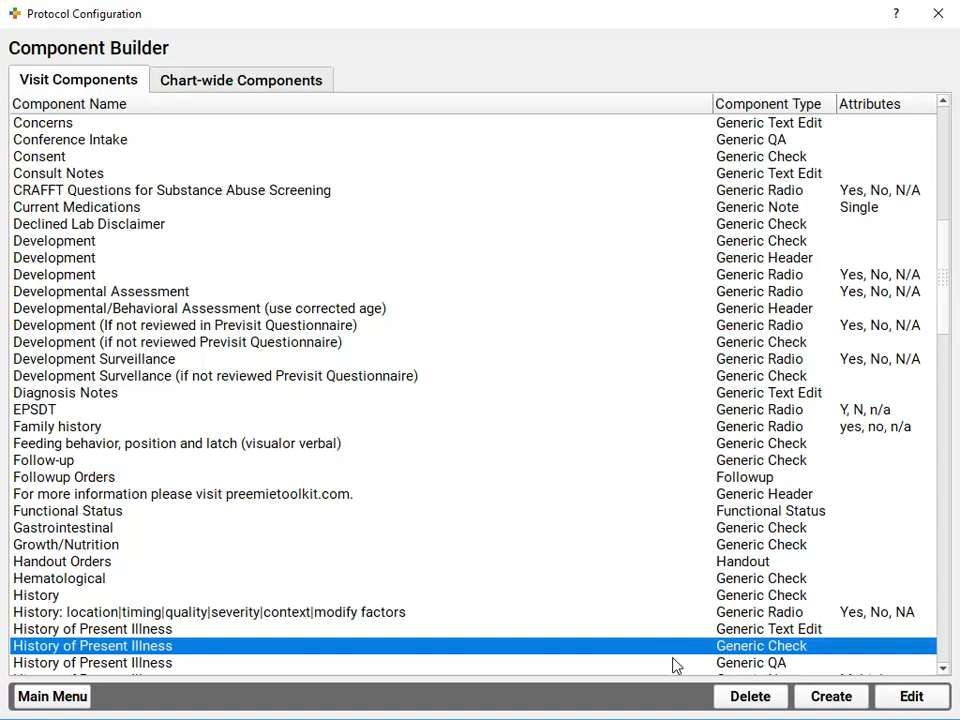 Protocol Configuration
?
Component Builder
Visit Components Chart-wide Components
Component Name Component Type Attributes
Concerns Generic Text Edit
Conference Intake Generic QA
Consent Generic Check
Consult Notes Generic Text Edit
CRAFFT Questions for Substance Abuse Screening Generic Radio Yes, No, N/A
Current Medications Generic Note Single
Declined Lab Disclaimer Generic Check
Development Generic Check
Development Generic Header
Development Generic Radio Yes, No, N/A
Developmental Assessment Generic Radio Yes, No, N/A
Developmental/Behavioral Assessment (use corrected age) Generic Header
Development (If not reviewed in Previsit Questionnaire) Generic Radio Yes, No, N/A
Development (if not reviewed Previsit Questionnaire) Generic Check
Development Surveillance Generic Radio Yes, No, N/A
Development Survellance (if not reviewed Previsit Questionnaire) Generic Check
Diagnosis Notes Generic Text Edit
EPSDT Generic Radio Y, N, n/a
Family history Generic Radio yes, no, n/a
Feeding behavior, position and latch (visualor verbal) Generic Check
Follow-up Generic Check
Followup Orders Followup
For more information please visit preemietoolkit.com. Generic Header
Functional Status Functional Status
Gastrointestinal Generic Check
Growth/Nutrition Generic Check
Handout Orders Handout
Hematological Generic Check
History Generic Check
History: location|timing|quality|severity|context|modify factors Generic Radio Yes, No, NA
History of Present Illness Generic Text Edit
History of Present Illness Generic Check
History of Present Illness Generic QA
Main Menu Delete Create Edit